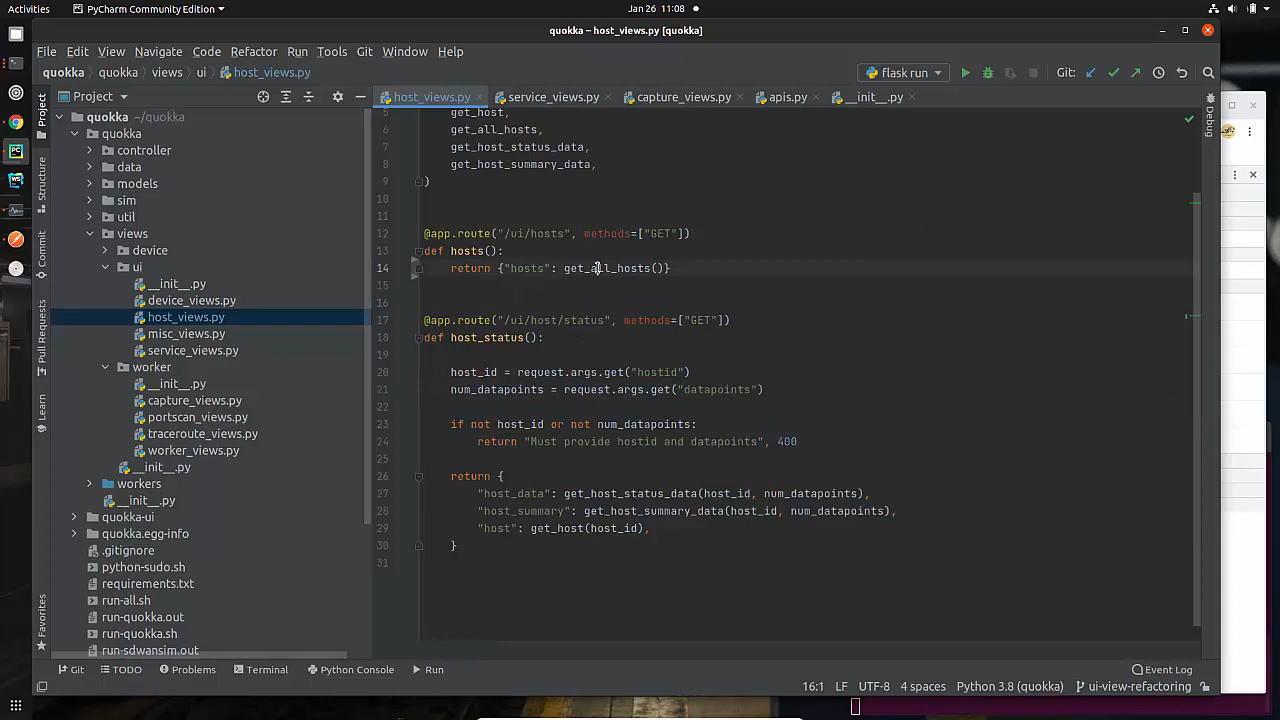 Activities
PyCharm Community Edition
Jan 26 11:08
quokka – host_views.py [quokka]
File Edit View Navigate Code Refactor Run Tools Git Window Help
quokka quokka views ui host_views.py
flask run
Git:
Project
host_views.py
service_views.py
capture_views.py
apis.py
__init__.py
Project
Structure
Commit
Pull Requests
Learn
Favorites
Debug
quokka ~/quokka
quokka
controller
data
models
sim
util
views
device
ui
__init__.py
device_views.py
host_views.py
misc_views.py
service_views.py
worker
__init__.py
capture_views.py
portscan_views.py
traceroute_views.py
worker_views.py
__init__.py
workers
__init__.py
quokka-ui
quokka.egg-info
.gitignore
python-sudo.sh
requirements.txt
run-all.sh
run-quokka.out
run-quokka.sh
run-sdwansim.out
5 get_host,
6 get_all_hosts,
7 get_host_status_data,
8 get_host_summary_data,
9 )
10
11
12 @app.route("/ui/hosts", methods=["GET"])
13 def hosts():
14 return {"hosts": get_all_hosts()}
15
16
17 @app.route("/ui/host/status", methods=["GET"])
18 def host_status():
19
20 host_id = request.args.get("hostid")
21 num_datapoints = request.args.get("datapoints")
22
23 if not host_id or not num_datapoints:
24 return "Must provide hostid and datapoints", 400
25
26 return {
27 "host_data": get_host_status_data(host_id, num_datapoints),
28 "host_summary": get_host_summary_data(host_id, num_datapoints),
29 "host": get_host(host_id),
30 }
31
Git TODO Problems Terminal Python Console Run
Event Log
16:1 LF UTF-8 4 spaces Python 3.8 (quokka) ui-view-refactoring